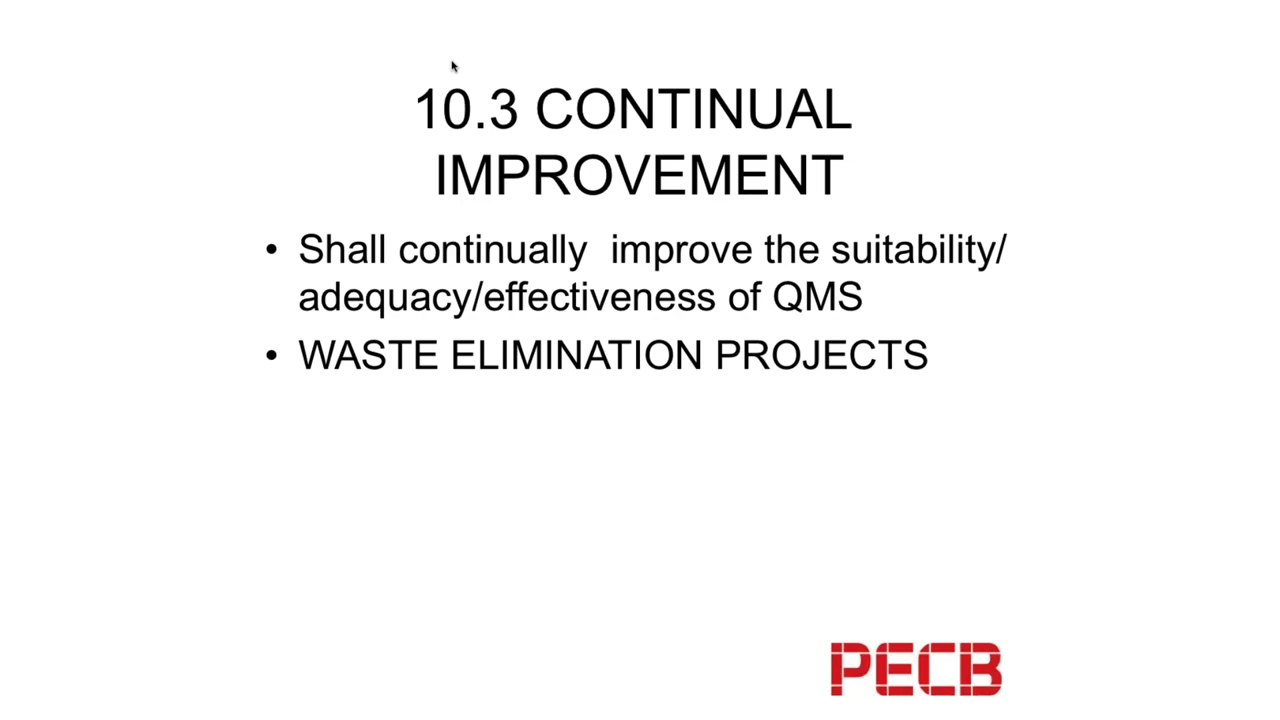 10.3 CONTINUAL
IMPROVEMENT
• Shall continually  improve the suitability/
adequacy/effectiveness of QMS
• WASTE ELIMINATION PROJECTS
PECB